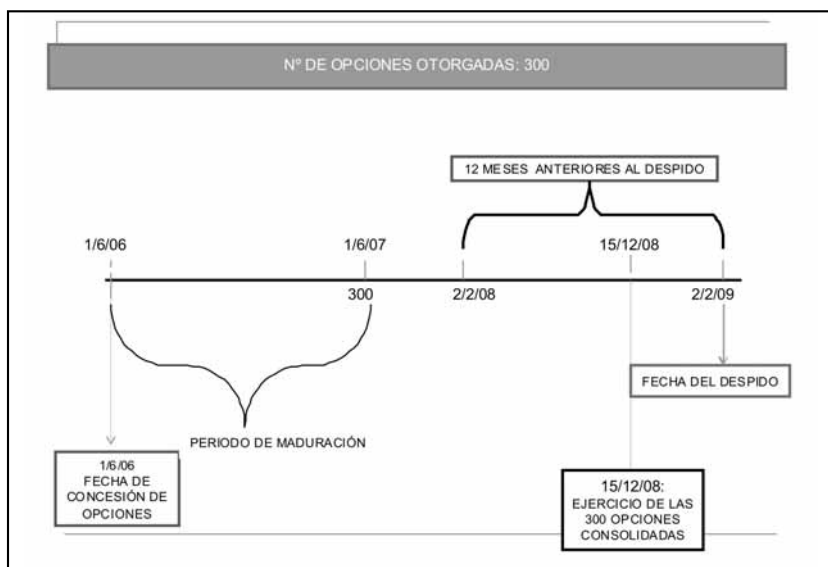 Nº DE OPCIONES OTORGADAS: 300
12 MESES ANTERIORES AL DESPIDO
1/6/06
1/6/07
15/12/08
300
2/2/08
2/2/09
FECHA DEL DESPIDO
PERIODO DE MADURACIÓN
1/6/06
FECHA DE
CONCESIÓN DE
OPCIONES
15/12/08:
EJERCICIO DE LAS
300 OPCIONES
CONSOLIDADAS